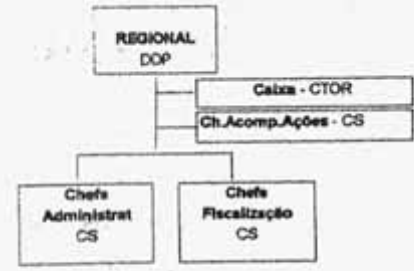 REGIONAL
DOP
Caixa - CTOR
Ch.Acomp.Ações - CS
Chefe
Administrat
CS
Chefe
Fiscalização
CS